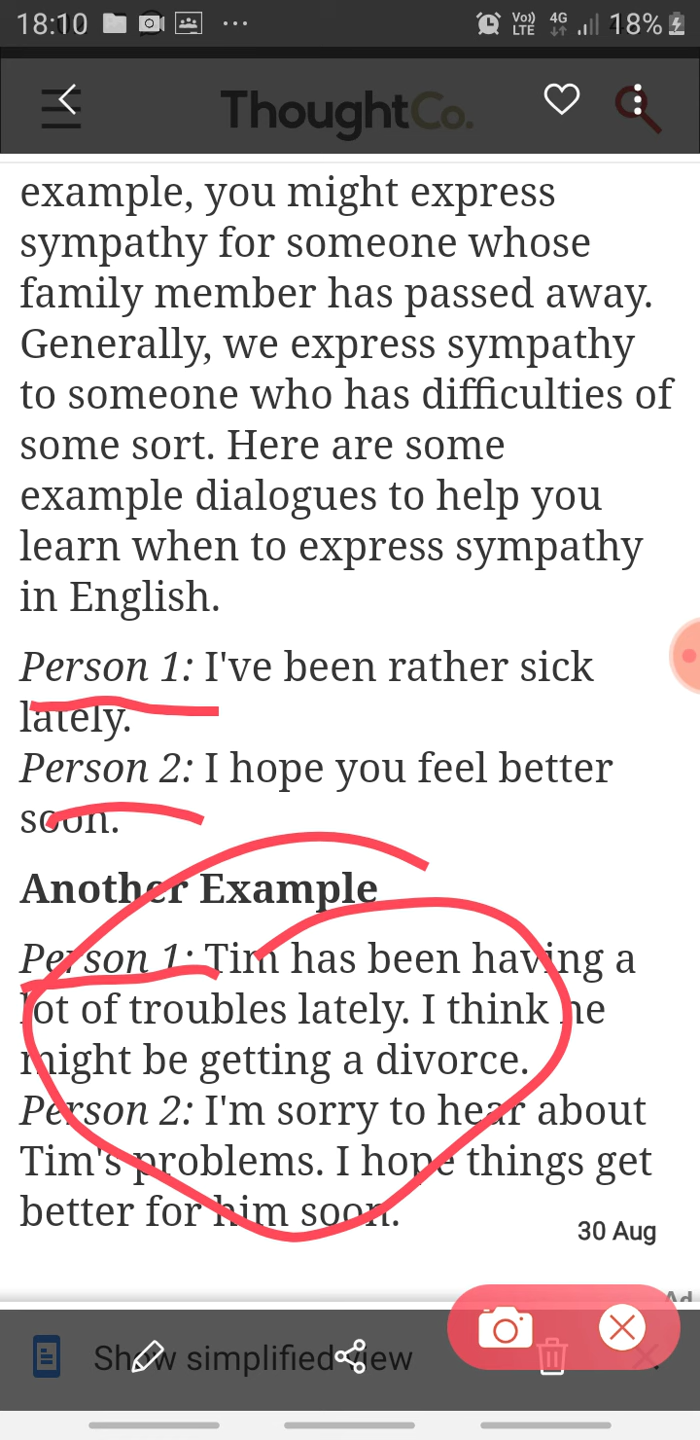 18:10 ... Vo)) LTE 4G 18%
ThoughtCo.
example, you might express
sympathy for someone whose
family member has passed away.
Generally, we express sympathy
to someone who has difficulties of
some sort. Here are some
example dialogues to help you
learn when to express sympathy
in English.
Person 1: I've been rather sick
lately.
Person 2: I hope you feel better
soon.
Another Example
Person 1: Tim has been having a
lot of troubles lately. I think he
might be getting a divorce.
Person 2: I'm sorry to hear about
Tim's problems. I hope things get
better for him soon.
30 Aug
Ad
Show simplified view